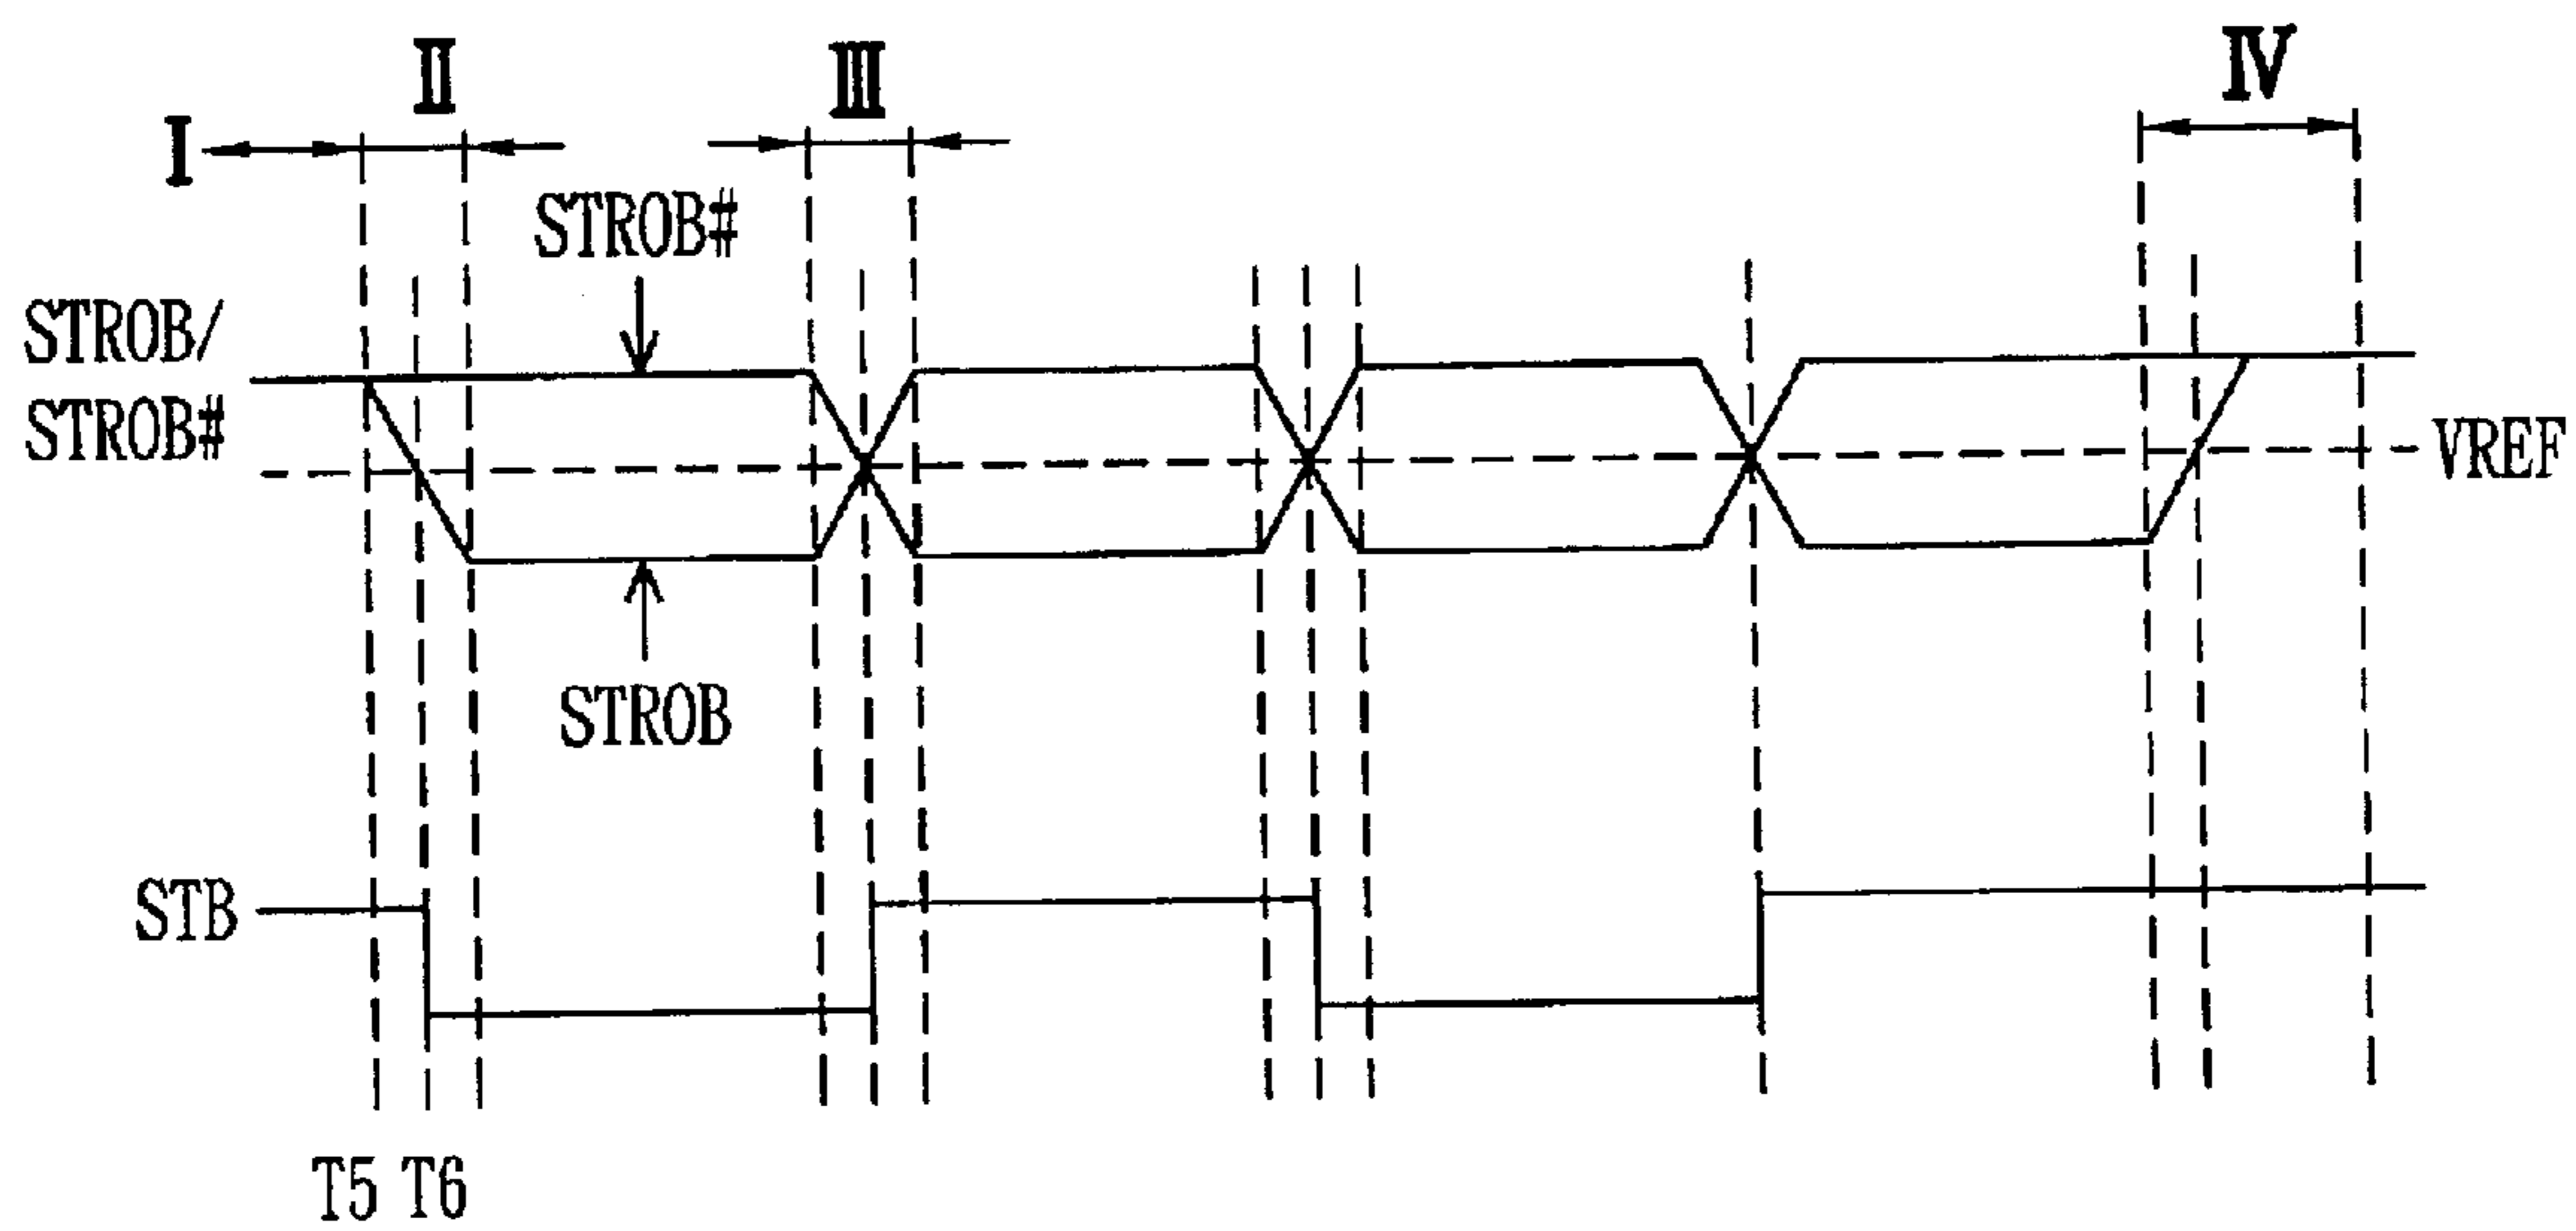 I
II
III
IV
STROB#
STROB/
STROB#
VREF
STROB
STB
T5 T6